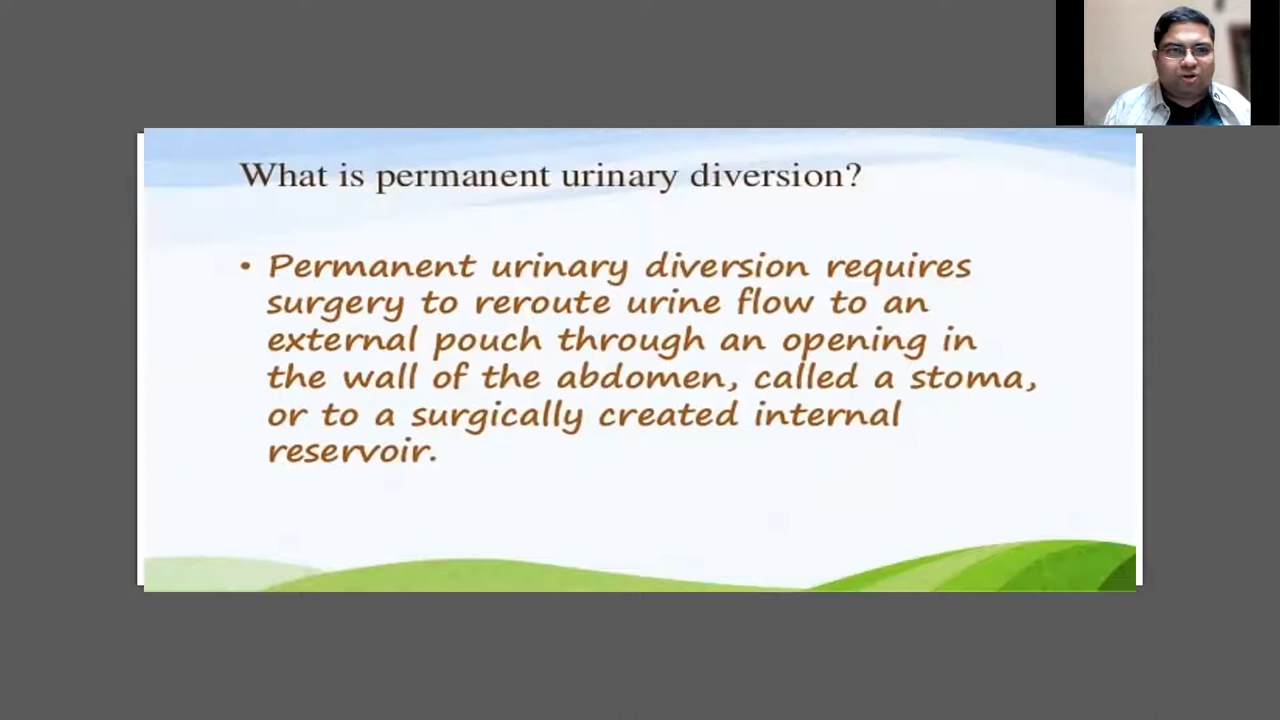 What is permanent urinary diversion?
• Permanent urinary diversion requires
surgery to reroute urine flow to an
external pouch through an opening in
the wall of the abdomen, called a stoma,
or to a surgically created internal
reservoir.